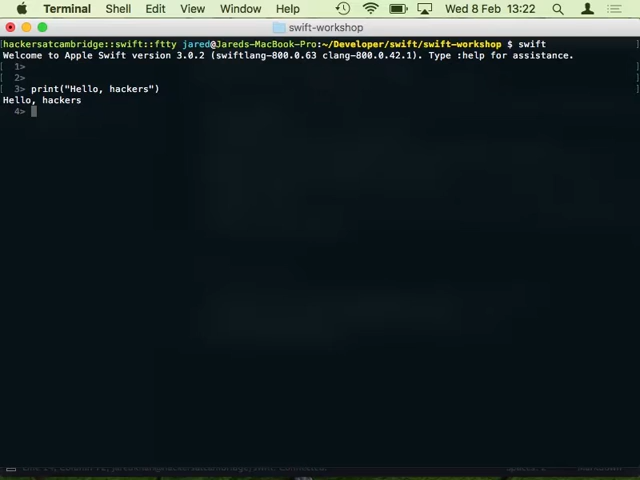 Terminal Shell Edit View Window Help Wed 8 Feb 13:22
swift-workshop
[hackersatcambridge::swift::ftty jared@Jareds-MacBook-Pro:~/Developer/swift/swift-workshop $ swift ]
Welcome to Apple Swift version 3.0.2 (swiftlang-800.0.63 clang-800.0.42.1). Type :help for assistance.
[ 1> ]
[ 2> ]
[ 3> print("Hello, hackers") ]
Hello, hackers
4>